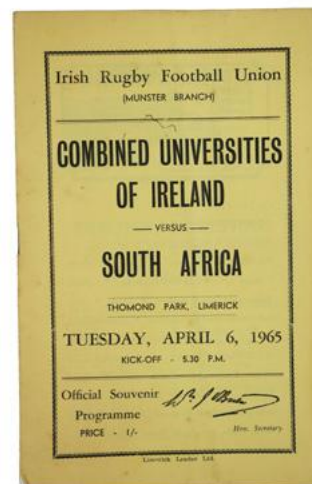 Irish Rugby Football Union
(MUNSTER BRANCH)
COMBINED UNIVERSITIES
OF IRELAND
— VERSUS —
SOUTH AFRICA
THOMOND PARK, LIMERICK
TUESDAY, APRIL 6, 1965
KICK-OFF - 5.30 P.M.
Official Souvenir
Programme
PRICE - 1/-
Hon. Secretary.
Limerick Leader Ltd.